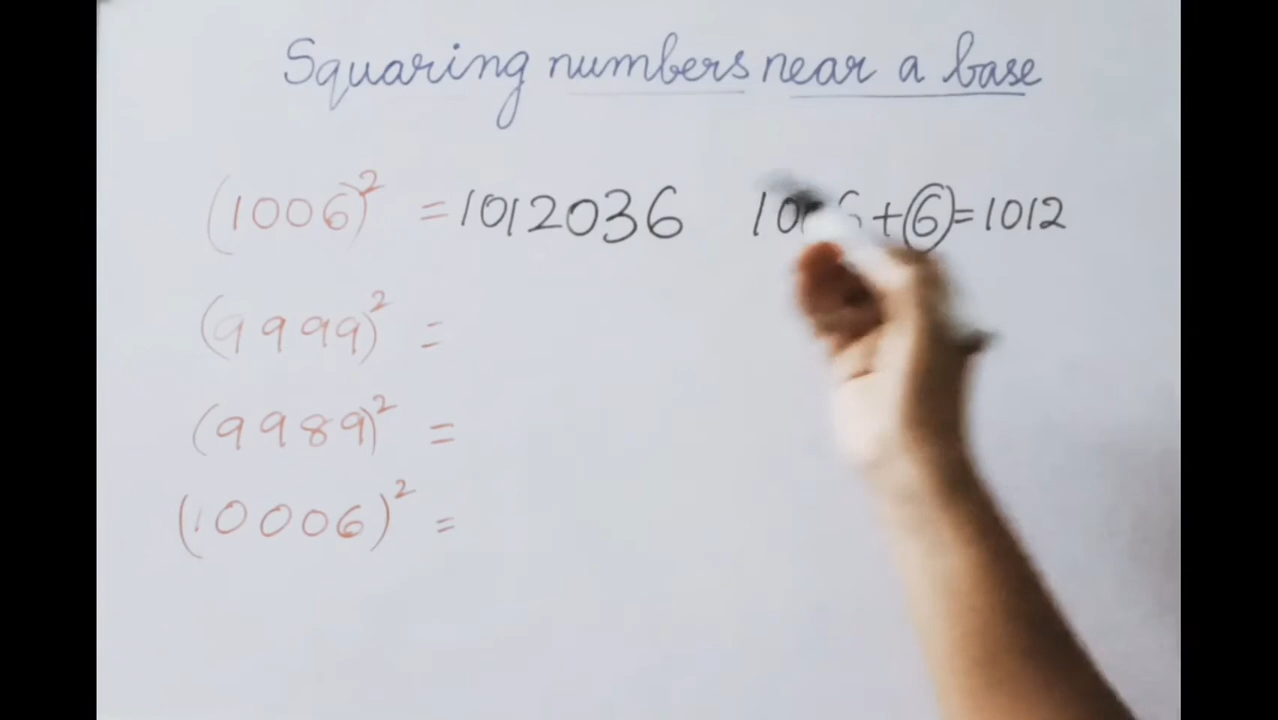 Squaring numbers near a base
(1006)² = 1012036 +6=1012
(9999)² =
(9989)² =
(10006)² =